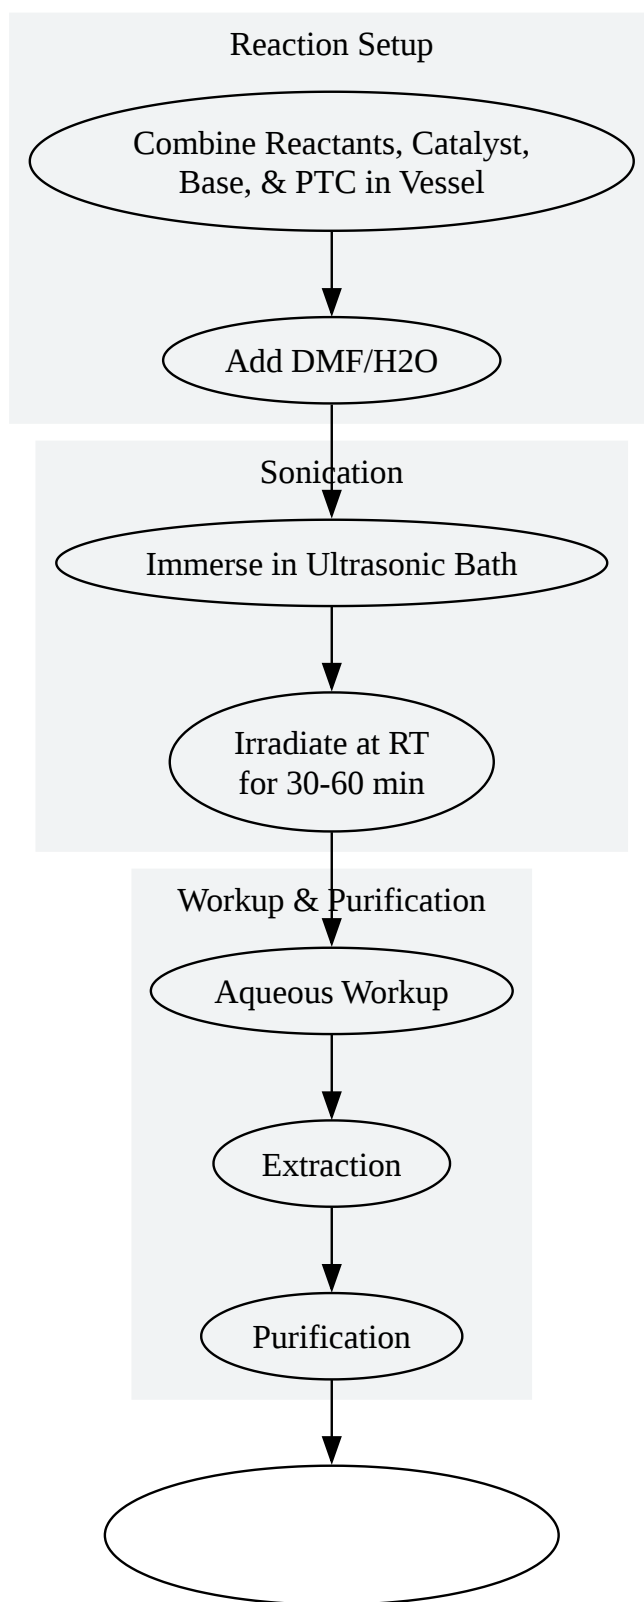 Reaction Setup
Combine Reactants, Catalyst,
Base, & PTC in Vessel
Add DMF/H2O
Sonication
Immerse in Ultrasonic Bath
Irradiate at RT
for 30-60 min
Workup & Purification
Aqueous Workup
Extraction
Purification